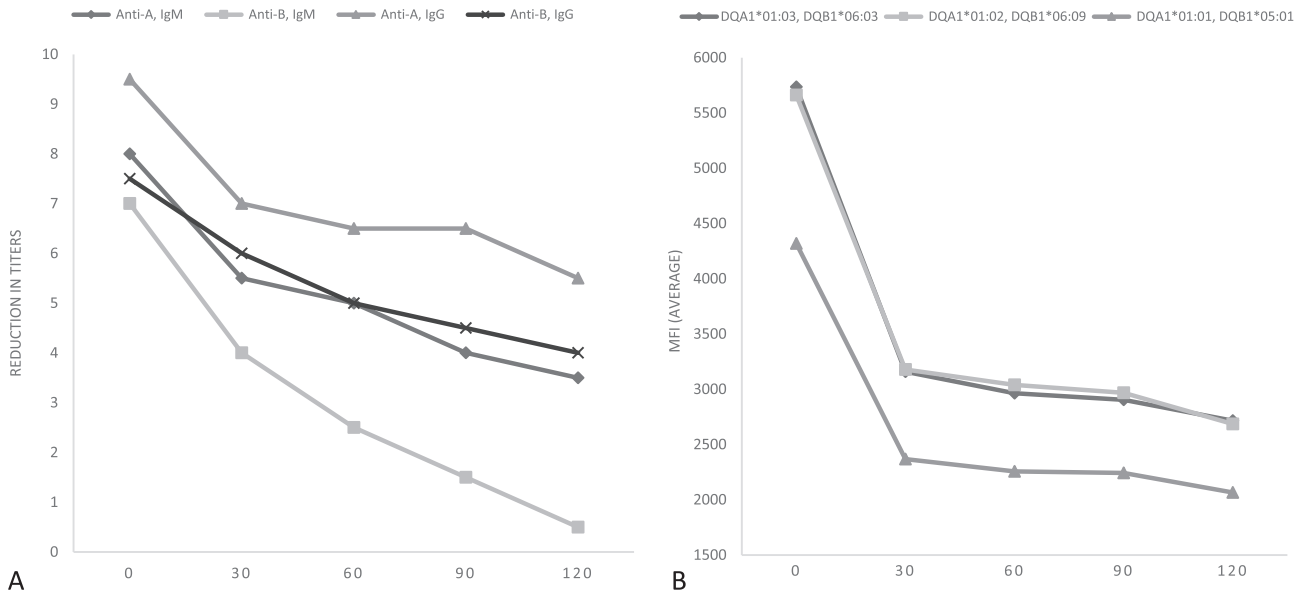 Anti-A, IgM Anti-B, IgM Anti-A, IgG Anti-B, IgG
REDUCTION IN TITERS
10
9
8
7
6
5
4
3
2
1
0
0 30 60 90 120
A
DQA1*01:03, DQB1*06:03 DQA1*01:02, DQB1*06:09 DQA1*01:01, DQB1*05:01
MFI (AVERAGE)
6000
5500
5000
4500
4000
3500
3000
2500
2000
1500
0 30 60 90 120
B